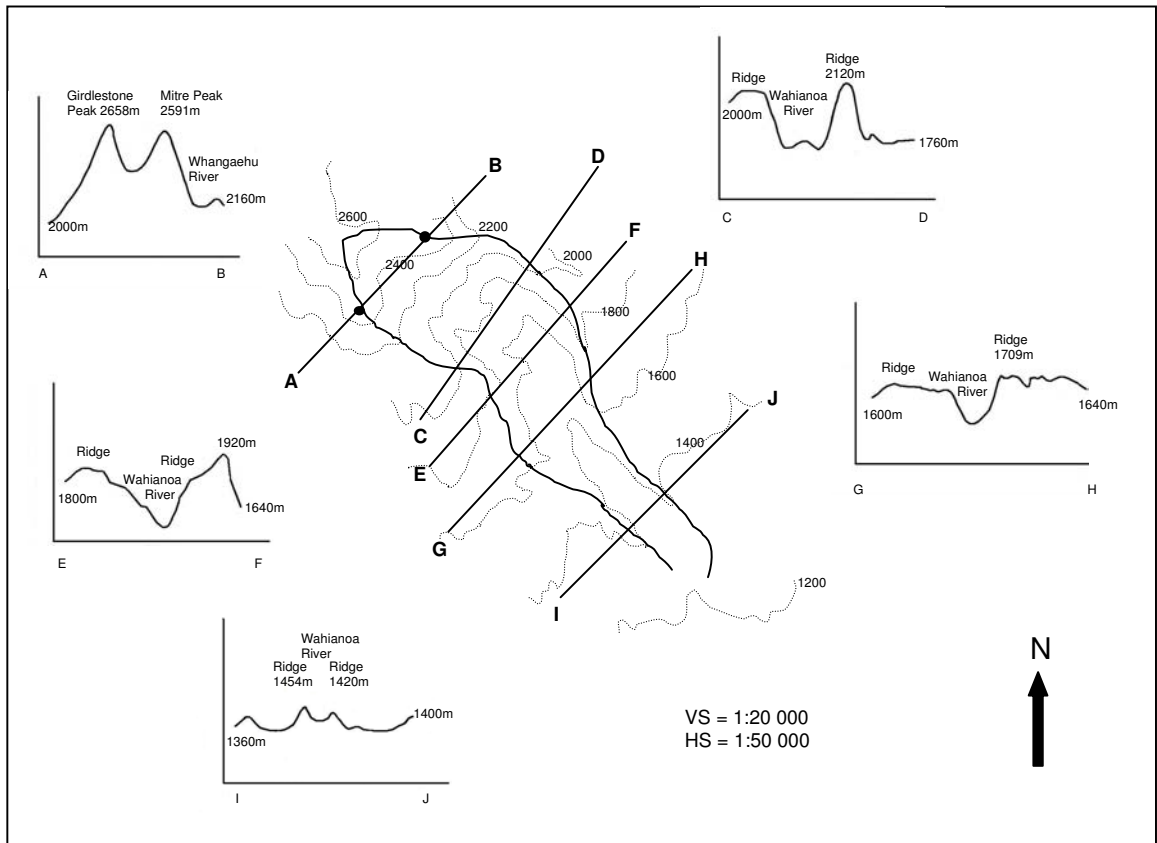 Girdlestone
Peak 2658m
Mitre Peak
2591m
Whangaehu
River
2160m
2000m
A
B
Ridge
2120m
Ridge
Wahianoa
River
2000m
1760m
C
D
B
D
F
H
J
A
C
E
G
I
2600
2400
2200
2000
1800
1600
1400
1200
Ridge
1709m
Ridge
Wahianoa
River
1600m
1640m
G
H
1920m
Ridge
Ridge
Wahianoa
River
1800m
1640m
E
F
Wahianoa
River
Ridge
1454m
Ridge
1420m
1400m
1360m
I
J
VS = 1:20 000
HS = 1:50 000
N